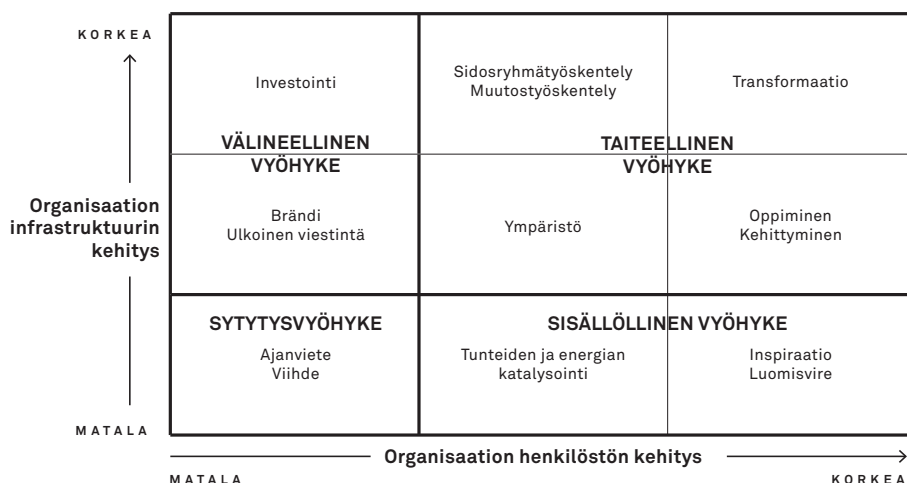 KORKEA
Investointi
Sidosryhmätyöskentely
Muutostyöskentely
Transformaatio
VÄLINEELLINEN
VYÖHYKE
TAITEELLINEN
VYÖHYKE
Organisaation
infrastruktuurin
kehitys
Brändi
Ulkoinen viestintä
Ympäristö
Oppiminen
Kehittyminen
SYTYTYSVYÖHYKE
SISÄLLÖLLINEN VYÖHYKE
Ajanviete
Viihde
Tunteiden ja energian
katalysointi
Inspiraatio
Luomisvire
MATALA
Organisaation henkilöstön kehitys
MATALA
KORKEA